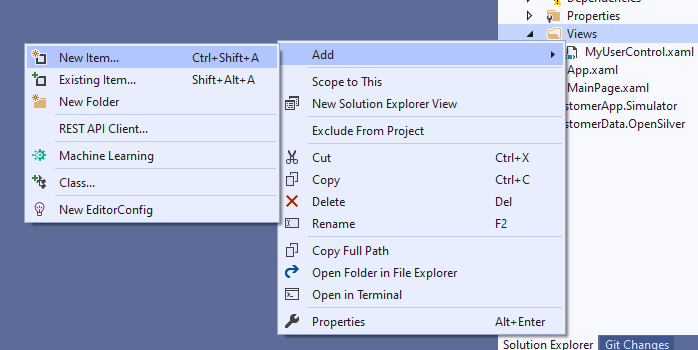 Dependencies
Properties
Views
MyUserControl.xaml
App.xaml
MainPage.xaml
stomerApp.Simulator
stomerData.OpenSilver
Add
Scope to This
New Solution Explorer View
Exclude From Project
Cut Ctrl+X
Copy Ctrl+C
Delete Del
Rename F2
Copy Full Path
Open Folder in File Explorer
Open in Terminal
Properties Alt+Enter
New Item... Ctrl+Shift+A
Existing Item... Shift+Alt+A
New Folder
REST API Client...
Machine Learning
Class...
New EditorConfig
Solution Explorer Git Changes